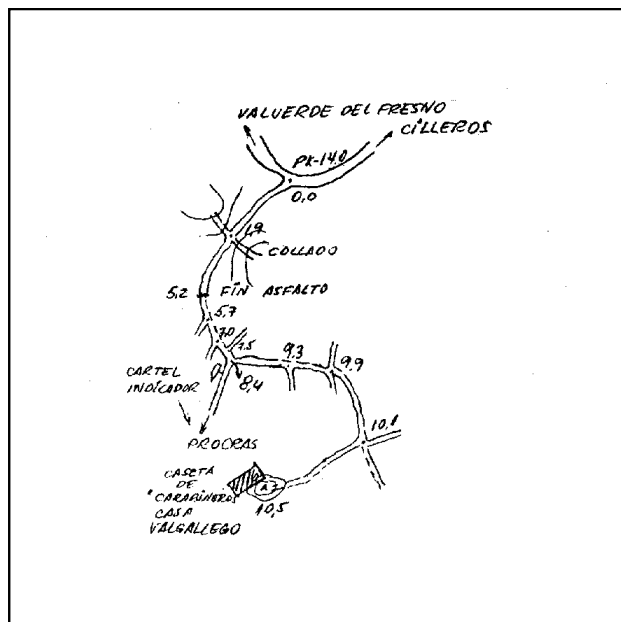 VALVERDE DEL FRESNO
CILLEROS
PK-14.0
0,0
1,9
COLLADO
5,2
FIN ASFALTO
5,7
7,0
7,5
9,3
9,9
8,4
CARTEL
INDICADOR
PROCRAS
10,1
CASETA
DE
CARABINEROS
CASA
VALGALLEGO
10,5